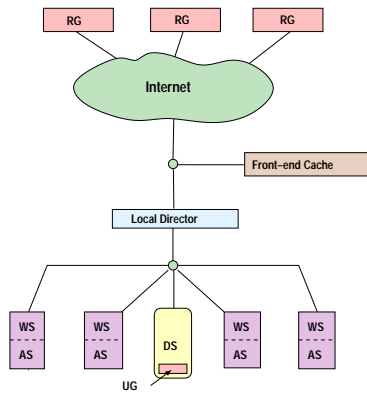 RG RG RG
Internet
Front–end Cache
Local Director
WS WS WS WS
DS
AS AS AS AS
UG